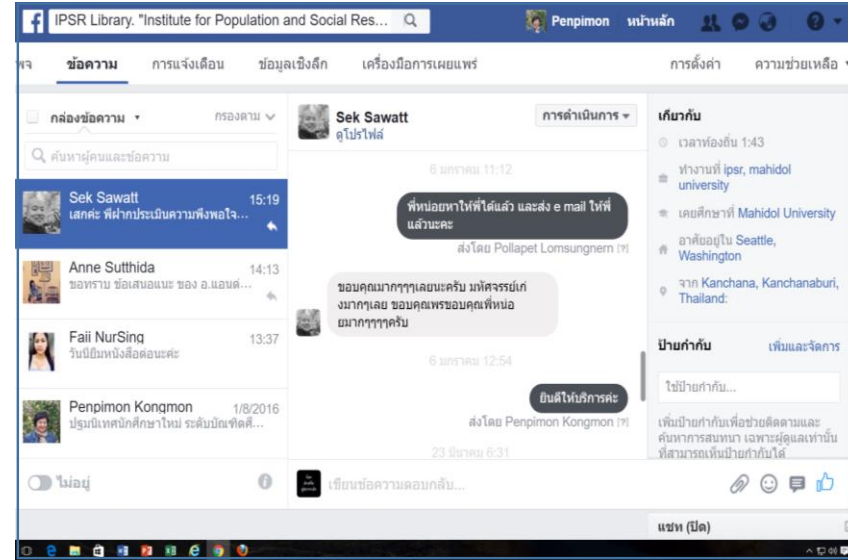 IPSR Library. "Institute for Population and Social Res...
Penpimon หน้าหลัก
ข้อความ การแจ้งเตือน ข้อมูลเชิงลึก เครื่องมือการเผยแพร่ การตั้งค่า ความช่วยเหลือ
กล่องข้อความ กรองตาม
ค้นหาผู้คนและข้อความ
Sek Sawatt 15:19
เสกค่ะ พี่ฝากประเมินความพึงพอใจ...
Anne Sutthida 14:13
ขอทราบ ข้อเสนอแนะ ของ อ.แอนด์...
Faii NurSing 13:37
วันนี้ยืมหนังสือต่อนะค่ะ
Penpimon Kongmon 1/8/2016
ปฐมนิเทศนักศึกษาใหม่ ระดับบัณฑิตศึ...
ไม่อยู่
Sek Sawatt
ดูโปรไฟล์
การดำเนินการ
6 มกราคม 11:12
พี่หน่อยหาให้พี่ได้แล้ว และส่ง e mail ให้พี่
แล้วนะคะ
ส่งโดย Pollapet Lomsungnern [?]
ขอบคุณมากๆๆๆเลยนะครับ มหัศจรรย์เก่
งมากๆเลย ขอบคุณพรขอบคุณพี่หน่อ
ยมากๆๆๆๆครับ
6 มกราคม 12:54
ยินดีให้บริการค่ะ
ส่งโดย Penpimon Kongmon [?]
23 มีนาคม 6:31
เขียนข้อความตอบกลับ...
เกี่ยวกับ
เวลาท้องถิ่น 1:43
ทำงานที่ ipsr, mahidol
university
เคยศึกษาที่ Mahidol University
อาศัยอยู่ใน Seattle,
Washington
จาก Kanchana, Kanchanaburi,
Thailand:
ป้ายกำกับ เพิ่มและจัดการ
ใช้ป้ายกำกับ...
เพิ่มป้ายกำกับเพื่อช่วยติดตามและ
ค้นหาการสนทนา เฉพาะผู้ดูแลเท่านั้น
ที่สามารถเห็นป้ายกำกับได้
แชท (ปิด)